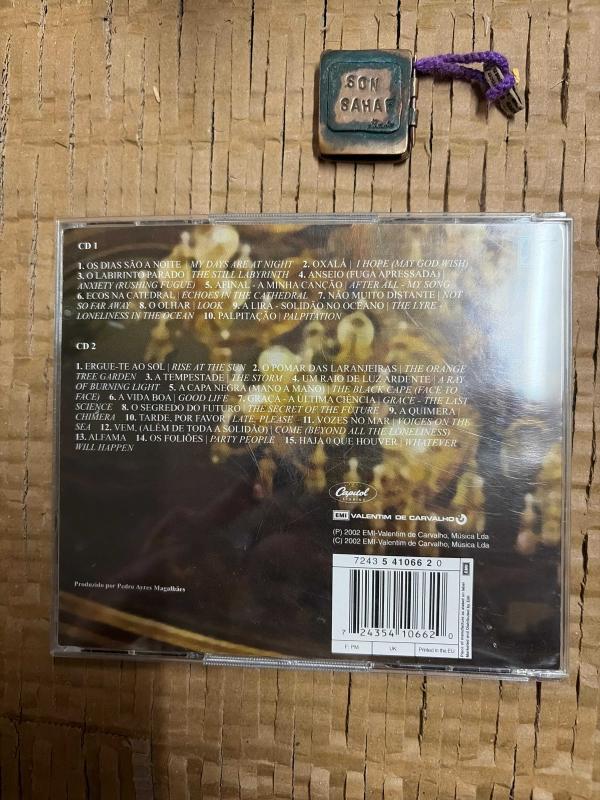 SON
SAHAF
CD 1
1. OS DIAS SÃO A NOITE | MY DAYS ARE AT NIGHT 2. OXALÁ | I HOPE (MAY GOD WISH)
3. O LABIRINTO PARADO | THE STILL LABYRINTH 4. ANSEIO (FUGA APRESSADA) |
ANXIETY (RUSHING FUGUE) 5. AFINAL - A MINHA CANÇÃO | AFTER ALL - MY SONG
6. ECOS NA CATEDRAL | ECHOES IN THE CATHEDRAL 7. NÃO MUITO DISTANTE | NOT
SO FAR AWAY 8. O OLHAR | LOOK 9. A LIRA - SOLIDÃO NO OCEANO | THE LYRE -
LONELINESS IN THE OCEAN 10. PALPITAÇÃO | PALPITATION
CD 2
1. ERGUE-TE AO SOL | RISE AT THE SUN 2. O POMAR DAS LARANJEIRAS | THE ORANGE
TREE GARDEN 3. A TEMPESTADE | THE STORM 4. UM RAIO DE LUZ ARDENTE | A RAY
OF BURNING LIGHT 5. A CAPA NEGRA (MANO A MANO) | THE BLACK CAPE (FACE TO
FACE) 6. A VIDA BOA | GOOD LIFE 7. GRAÇA - A ÚLTIMA CIÊNCIA | GRACE - THE LAST
SCIENCE 8. O SEGREDO DO FUTURO | THE SECRET OF THE FUTURE 9. A QUIMERA |
CHIMERA 10. TARDE, POR FAVOR | LATE, PLEASE 11. VOZES NO MAR | VOICES ON THE
SEA 12. VEM, (ALÉM DE TODA A SOLIDÃO) | COME (BEYOND ALL THE LONELINESS)
13. ALFAMA 14. OS FOLIÕES | PARTY PEOPLE 15. HAJA O QUE HOUVER | WHATEVER
WILL HAPPEN
Capitol
EMI VALENTIM DE CARVALHO
(P) 2002 EMI-Valentim de Carvalho, Música Lda
(C) 2002 EMI-Valentim de Carvalho, Música Lda
7243 5 41066 2 0
Produzido por Pedro Ayres Magalhães
7 24354 10662 0
F: PM UK Printed in the EU